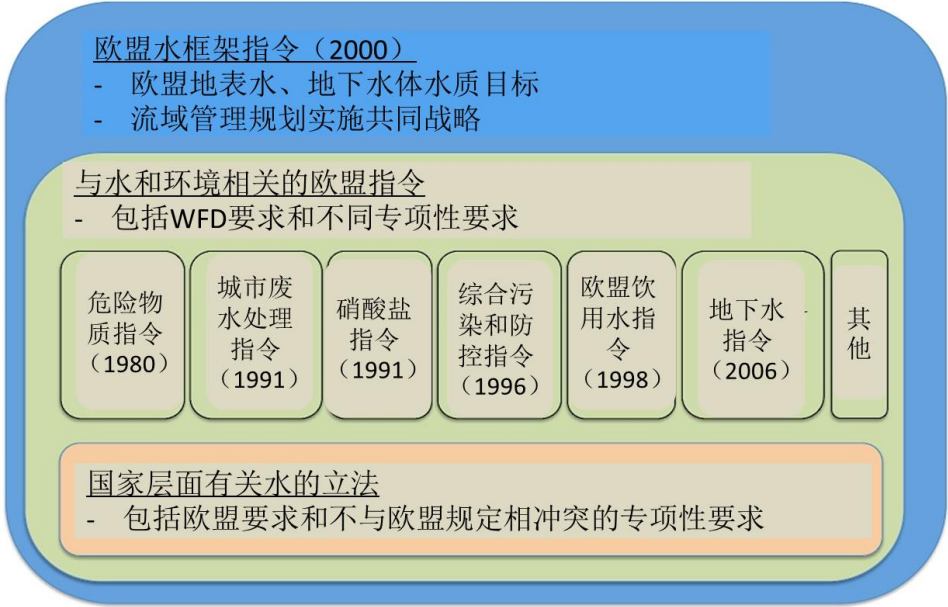 欧盟水框架指令（2000）
- 欧盟地表水、地下水体水质目标
- 流域管理规划实施共同战略
与水和环境相关的欧盟指令
- 包括WFD要求和不同专项性要求
危险物
质指令
（1980）
城市废
水处理
指令
（1991）
硝酸盐
指令
（1991）
综合污
染和防
控指令
（1996）
欧盟饮
用水指
令
（1998）
地下水
指令
（2006）
其
他
国家层面有关水的立法
- 包括欧盟要求和不与欧盟规定相冲突的专项性要求